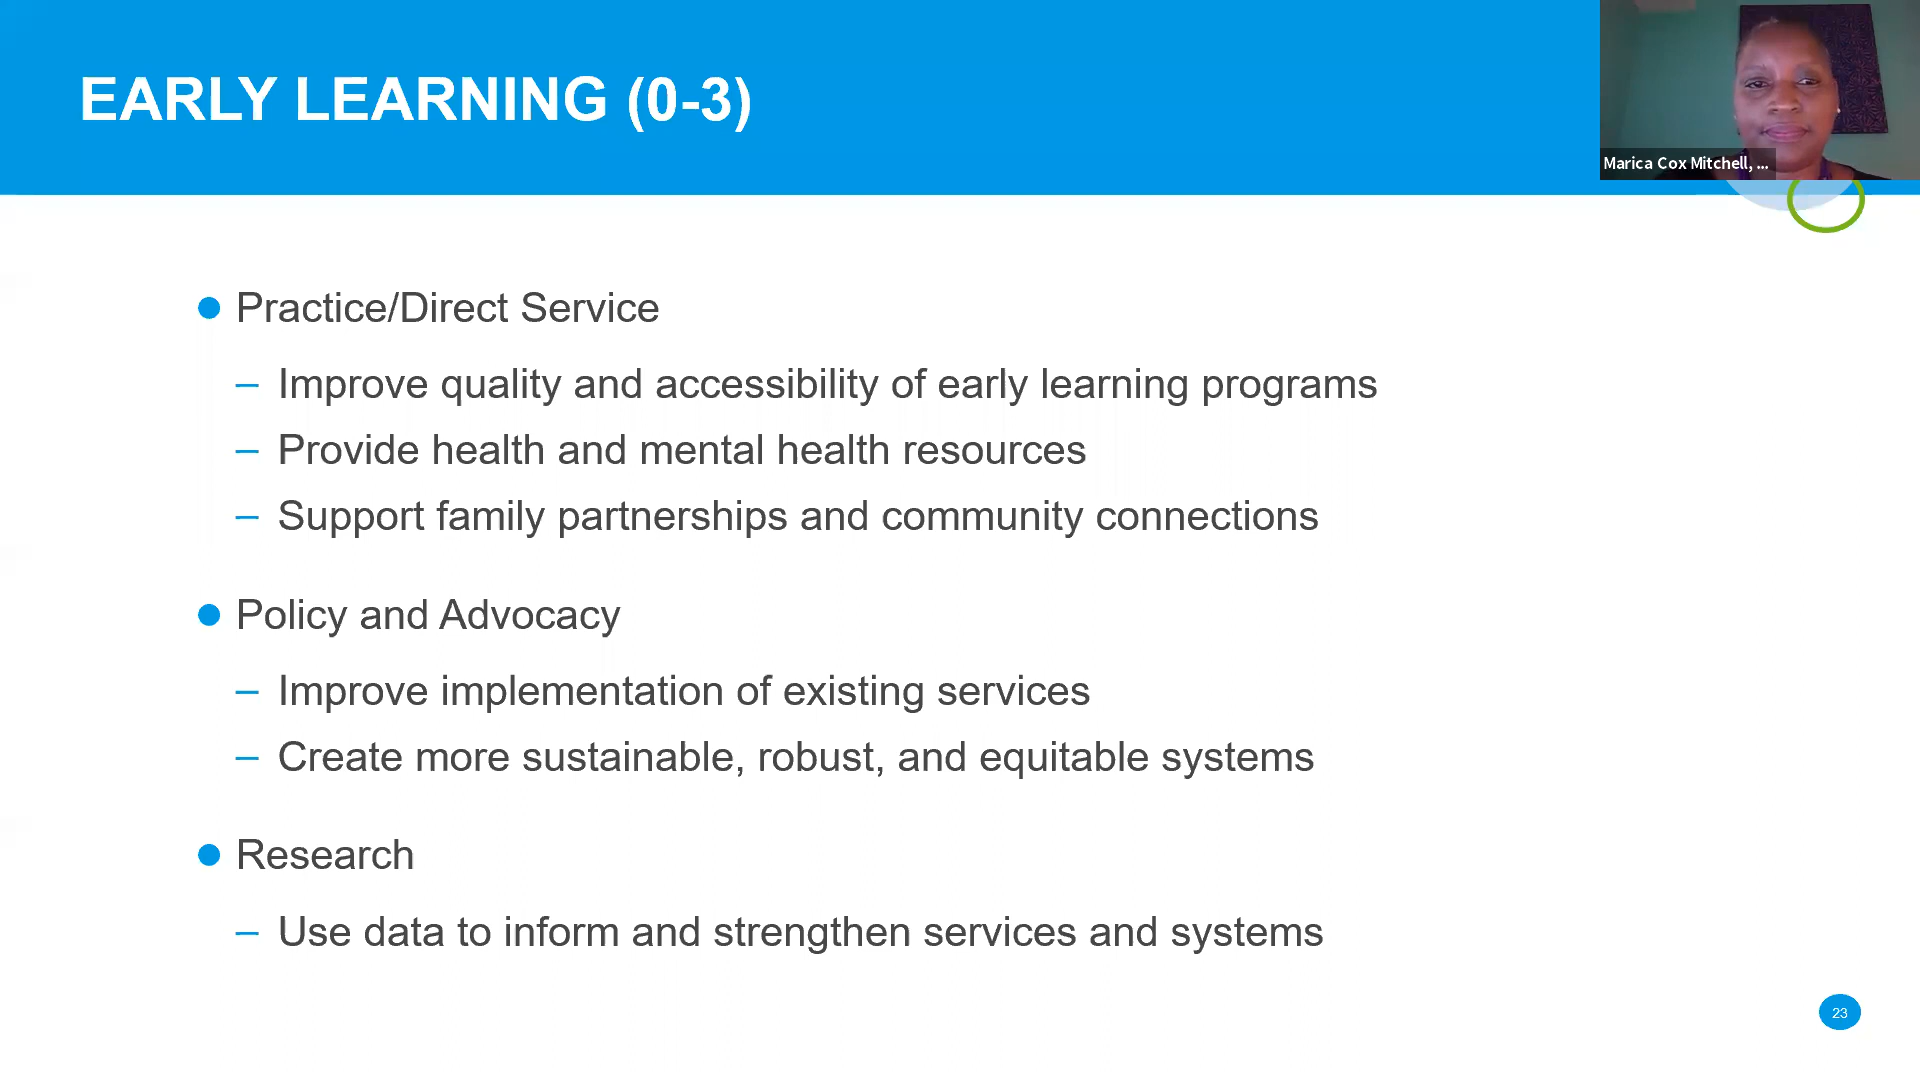 EARLY LEARNING (0-3)
Marica Cox Mitchell, ...
● Practice/Direct Service
– Improve quality and accessibility of early learning programs
– Provide health and mental health resources
– Support family partnerships and community connections
● Policy and Advocacy
– Improve implementation of existing services
– Create more sustainable, robust, and equitable systems
● Research
– Use data to inform and strengthen services and systems
23